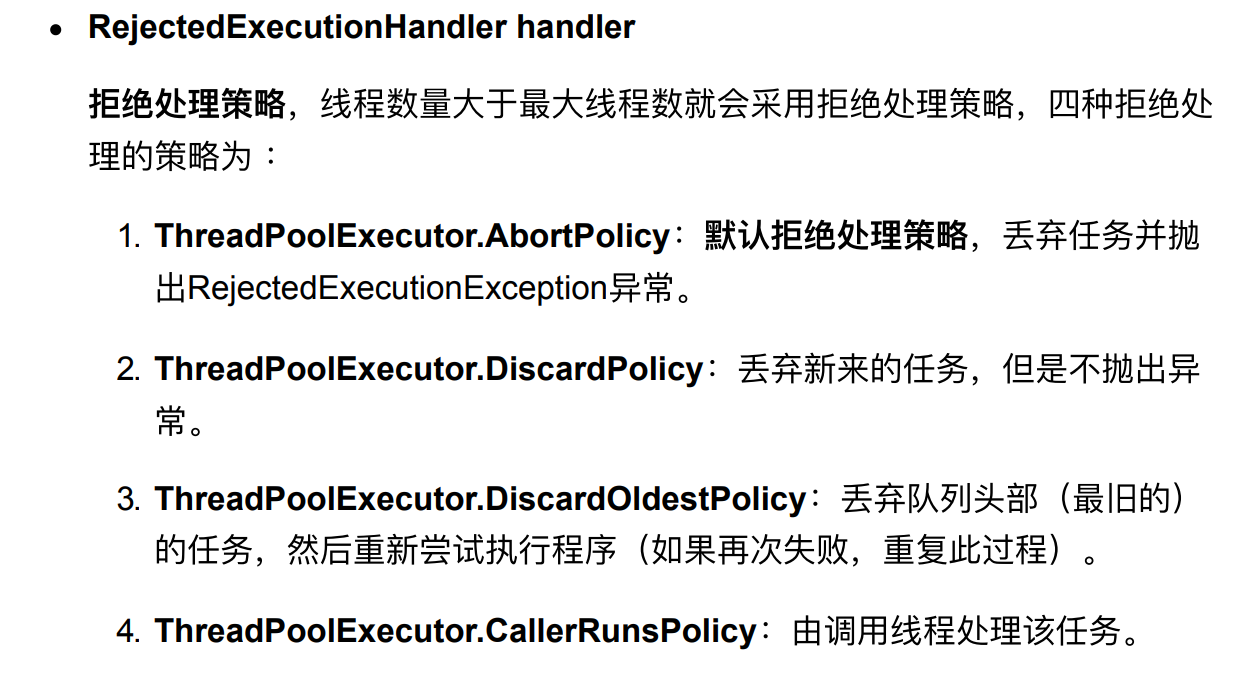 • RejectedExecutionHandler handler
拒绝处理策略，线程数量大于最大线程数就会采用拒绝处理策略，四种拒绝处
理的策略为 ：
1. ThreadPoolExecutor.AbortPolicy：默认拒绝处理策略，丢弃任务并抛
出RejectedExecutionException异常。
2. ThreadPoolExecutor.DiscardPolicy：丢弃新来的任务，但是不抛出异
常。
3. ThreadPoolExecutor.DiscardOldestPolicy：丢弃队列头部（最旧的）
的任务，然后重新尝试执行程序（如果再次失败，重复此过程）。
4. ThreadPoolExecutor.CallerRunsPolicy：由调用线程处理该任务。